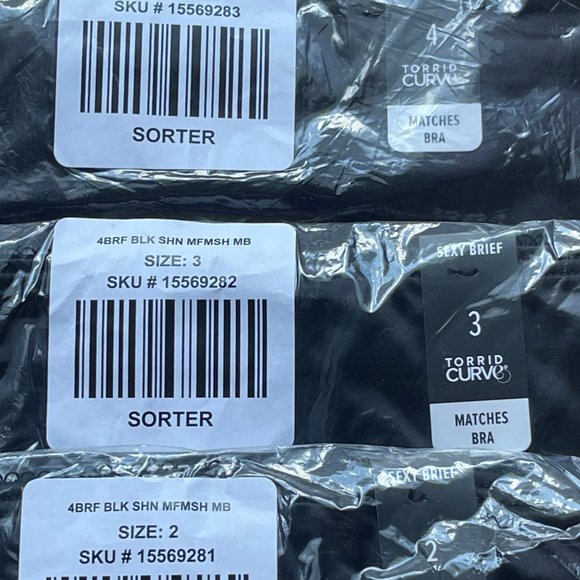 SKU # 15569283
SORTER
4
TORRID
CURVE
MATCHES
BRA
4BRF BLK SHN MFMSH MB
SIZE: 3
SKU # 15569282
SORTER
SEXY BRIEF
3
TORRID
CURVE®
MATCHES
BRA
4BRF BLK SHN MFMSH MB
SIZE: 2
SKU # 15569281
SEXY BRIEF
2